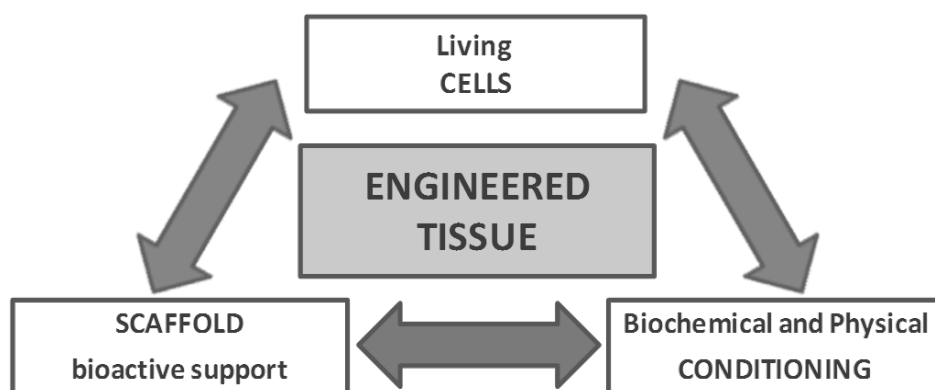 Living
CELLS
ENGINEERED
TISSUE
SCAFFOLD
bioactive support
Biochemical and Physical
CONDITIONING